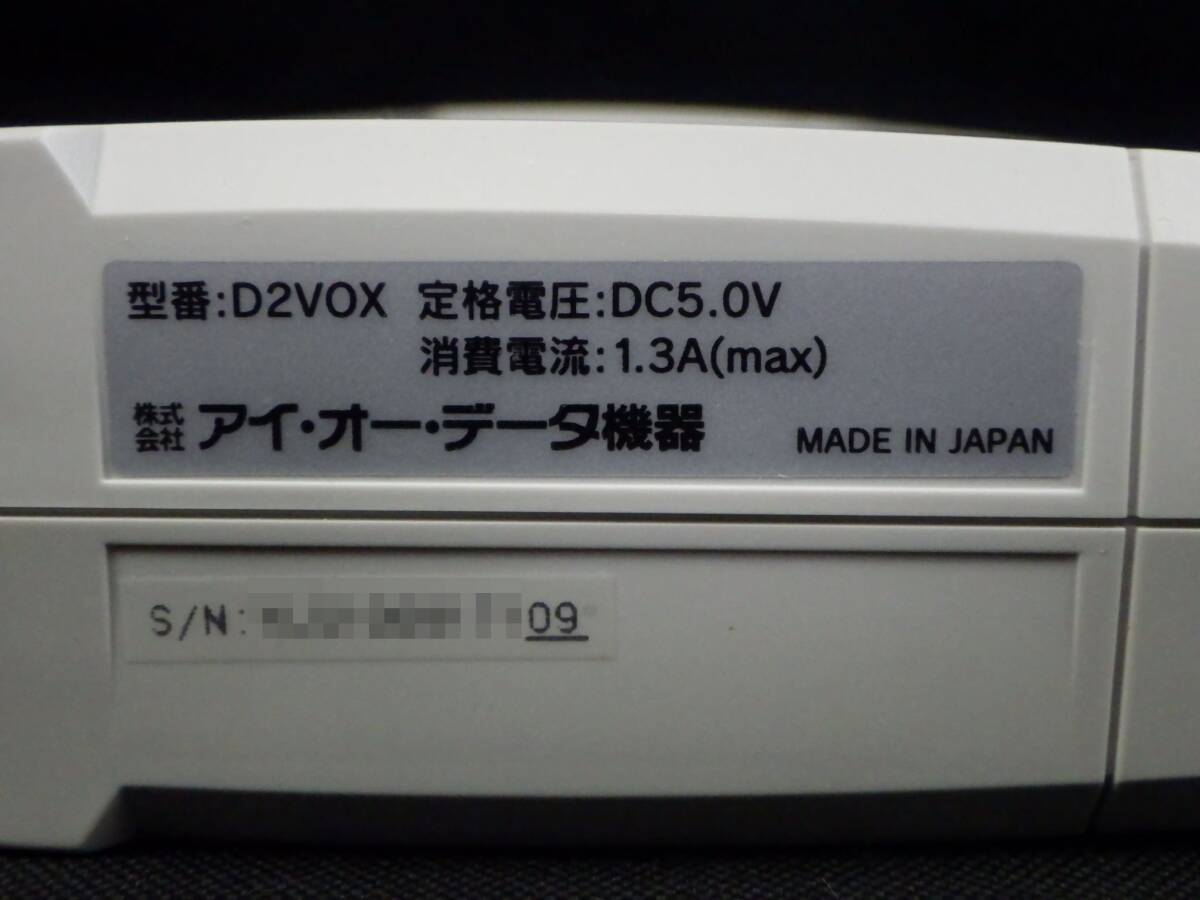 型番:D2VOX 定格電圧:DC5.0V
消費電流:1.3A(max)
株式会社 アイ・オー・データ機器 MADE IN JAPAN
S/N: 09